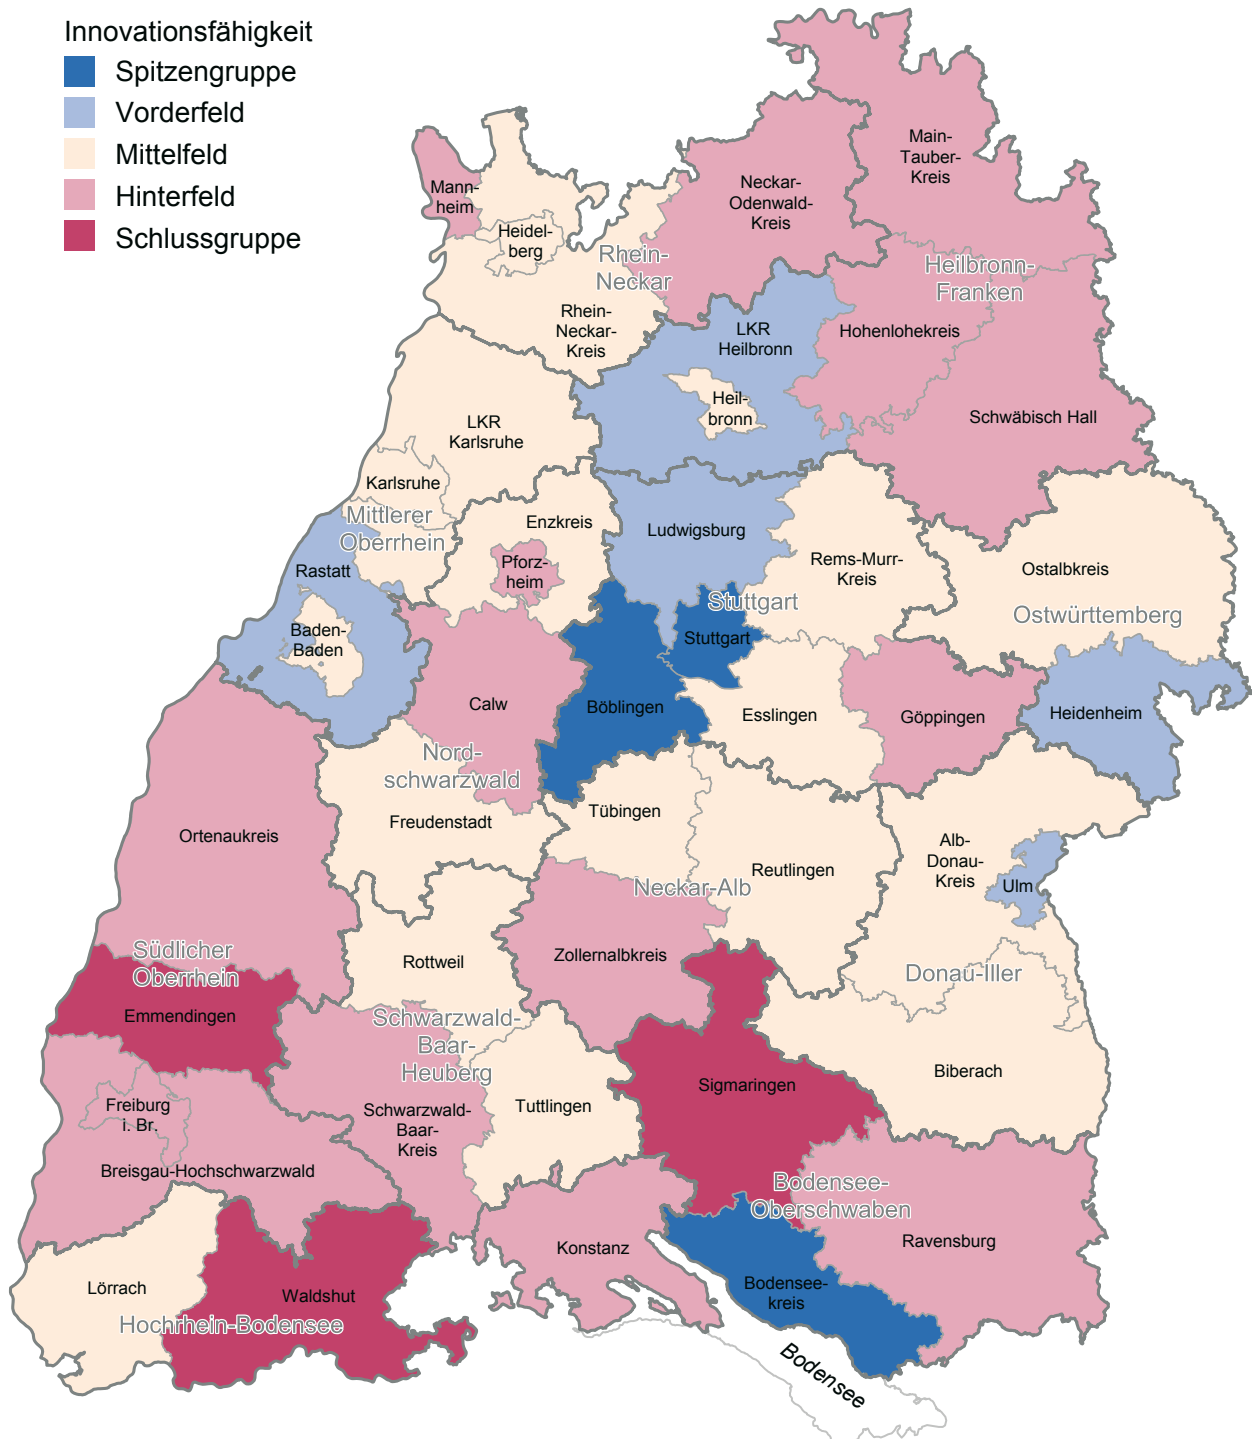 Innovationsfähigkeit
Spitzengruppe
Vorderfeld
Mittelfeld
Hinterfeld
Schlussgruppe
Main-
Tauber-
Kreis
Mann-
heim
Neckar-
Odenwald-
Kreis
Heidel-
berg
Rhein-
Neckar
Heilbronn-
Franken
Rhein-
Neckar-
Kreis
LKR
Heilbronn
Hohenlohekreis
Heil-
bronn
Schwäbisch Hall
LKR
Karlsruhe
Karlsruhe
Mittlerer
Oberrhein
Enzkreis
Ludwigsburg
Pforz-
heim
Rems-Murr-
Kreis
Ostalbkreis
Rastatt
Stuttgart
Ostwürttemberg
Baden-
Baden
Stuttgart
Calw
Böblingen
Esslingen
Göppingen
Heidenheim
Nord-
schwarzwald
Freudenstadt
Tübingen
Ortenaukreis
Reutlingen
Alb-
Donau-
Kreis
Ulm
Neckar-Alb
Südlicher
Oberrhein
Rottweil
Zollernalbkreis
Donau-Iller
Emmendingen
Schwarzwald-
Baar-
Heuberg
Biberach
Sigmaringen
Freiburg
i. Br.
Tuttlingen
Schwarzwald-
Baar-
Kreis
Breisgau-Hochschwarzwald
Bodensee-
Oberschwaben
Konstanz
Ravensburg
Lörrach
Waldshut
Bodensee-
kreis
Hochrhein-Bodensee
Bodensee